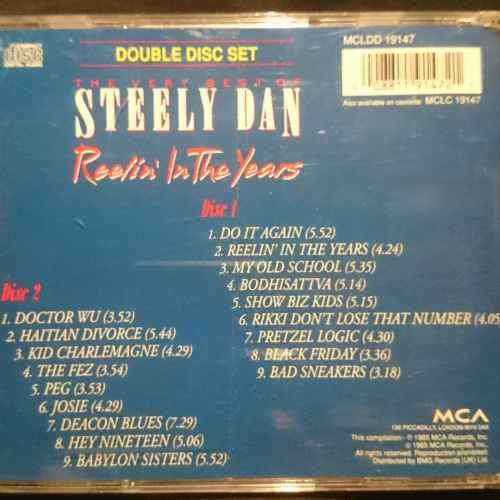 DOUBLE DISC SET
MCLDD 19147
THE VERY BEST OF
STEELY DAN
Also available on cassette MCLC 19147
Reelin' In The Years
Disc 1
1. DO IT AGAIN (5.52)
2. REELIN' IN THE YEARS (4.24)
3. MY OLD SCHOOL (5.35)
4. BODHISATTVA (5.14)
5. SHOW BIZ KIDS (5.15)
6. RIKKI DON'T LOSE THAT NUMBER (4.05
7. PRETZEL LOGIC (4.30)
8. BLACK FRIDAY (3.36)
9. BAD SNEAKERS (3.18)
Disc 2
1. DOCTOR WU (3.52)
2. HAITIAN DIVORCE (5.44)
3. KID CHARLEMAGNE (4.29)
4. THE FEZ (3.54)
5. PEG (3.53)
6. JOSIE (4.29)
7. DEACON BLUES (7.29)
8. HEY NINETEEN (5.06)
9. BABYLON SISTERS (5.52)
MCA
PICCADILLY, LONDON
This compilation - ℗ 1985 MCA Records, Inc.
© 1985 MCA Records, Inc.
All rights reserved. Reproduction prohibited.
Distributed by BMG Records (UK) Ltd.